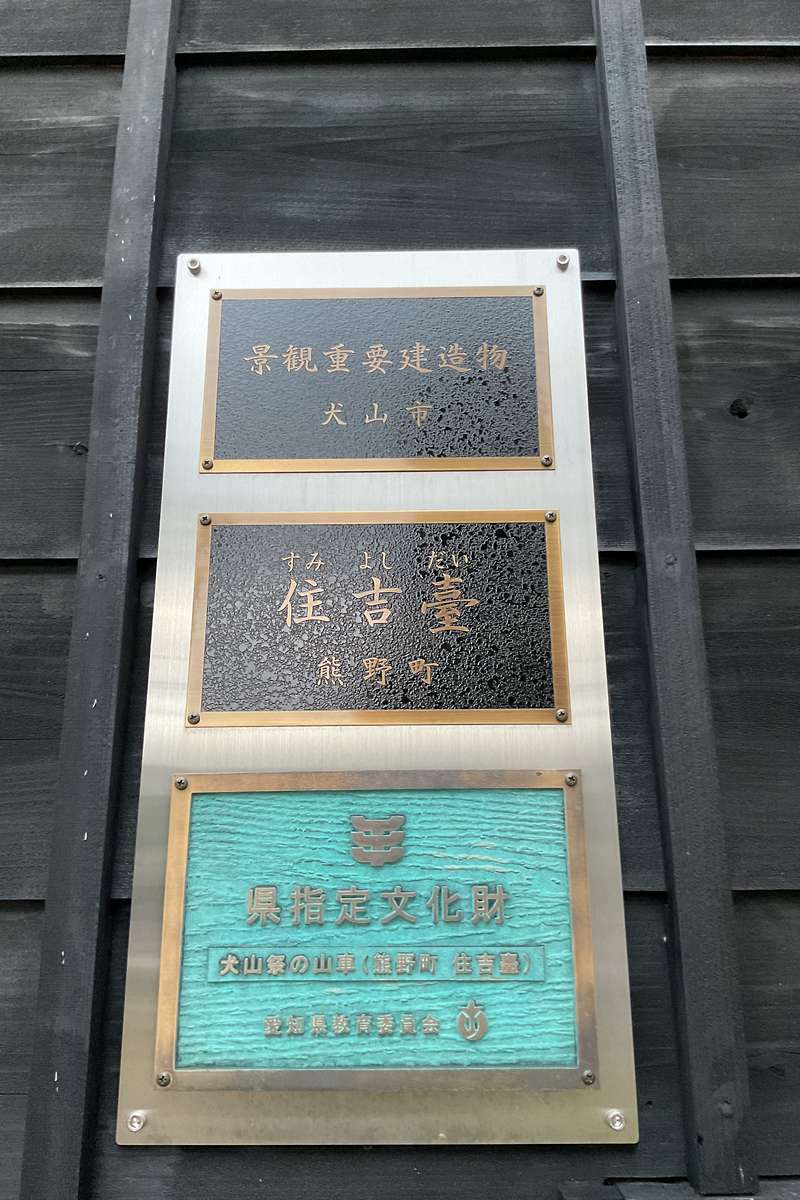 景観重要建造物
犬山市
すみ よし だい
住吉臺
熊野町
県指定文化財
犬山祭の山車(熊野町 住吉臺)
愛知県教育委員会